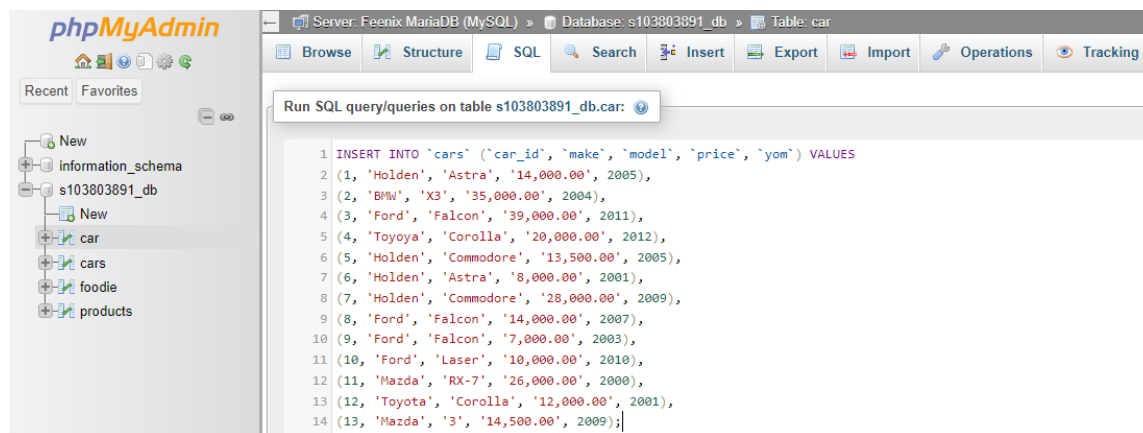 phpMyAdmin
Recent Favorites
New
information_schema
s103803891_db
New
car
cars
foodie
products
Server: Feenix MariaDB (MySQL) » Database: s103803891_db » Table: car
Browse Structure SQL Search Insert Export Import Operations Tracking
Run SQL query/queries on table s103803891_db.car:
1 INSERT INTO `cars` (`car_id`, `make`, `model`, `price`, `yom`) VALUES
2 (1, 'Holden', 'Astra', '14,000.00', 2005),
3 (2, 'BMW', 'X3', '35,000.00', 2004),
4 (3, 'Ford', 'Falcon', '39,000.00', 2011),
5 (4, 'Toyoya', 'Corolla', '20,000.00', 2012),
6 (5, 'Holden', 'Commodore', '13,500.00', 2005),
7 (6, 'Holden', 'Astra', '8,000.00', 2001),
8 (7, 'Holden', 'Commodore', '28,000.00', 2009),
9 (8, 'Ford', 'Falcon', '14,000.00', 2007),
10 (9, 'Ford', 'Falcon', '7,000.00', 2003),
11 (10, 'Ford', 'Laser', '10,000.00', 2010),
12 (11, 'Mazda', 'RX-7', '26,000.00', 2000),
13 (12, 'Toyota', 'Corolla', '12,000.00', 2001),
14 (13, 'Mazda', '3', '14,500.00', 2009);